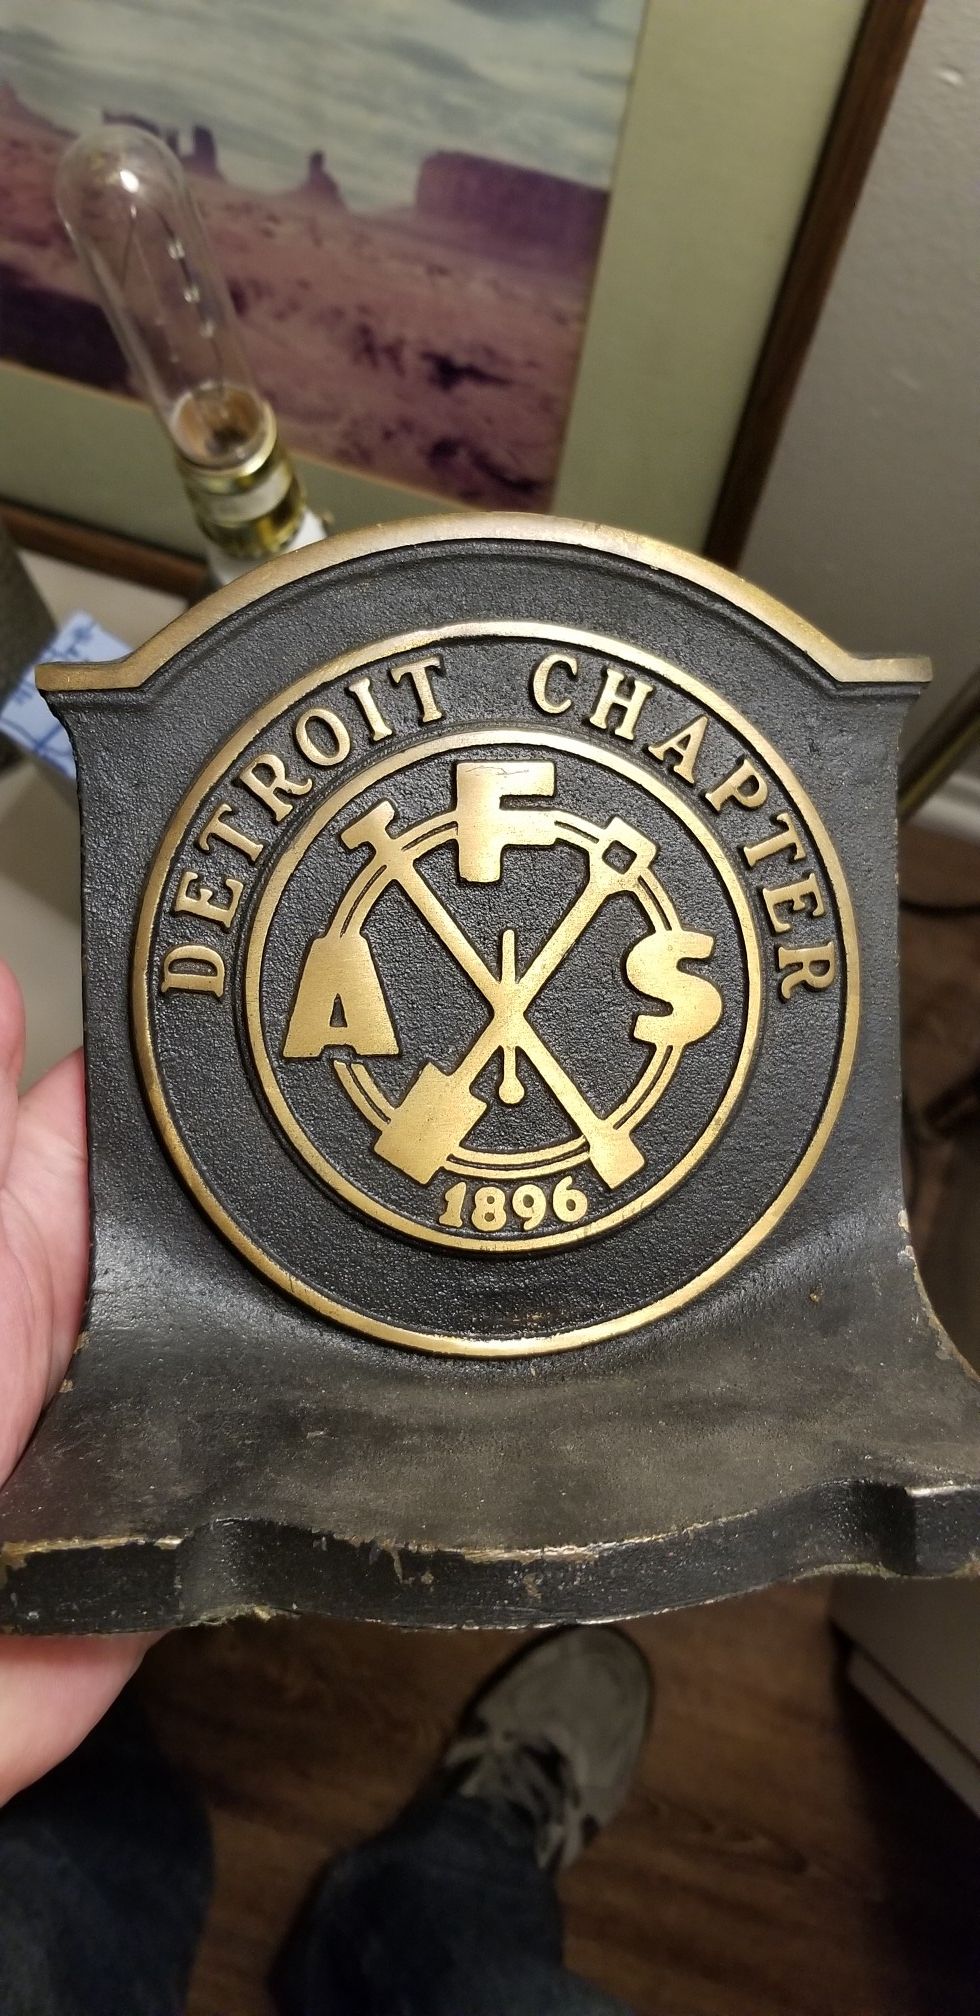 DETROIT CHAPTER
A F S
1896